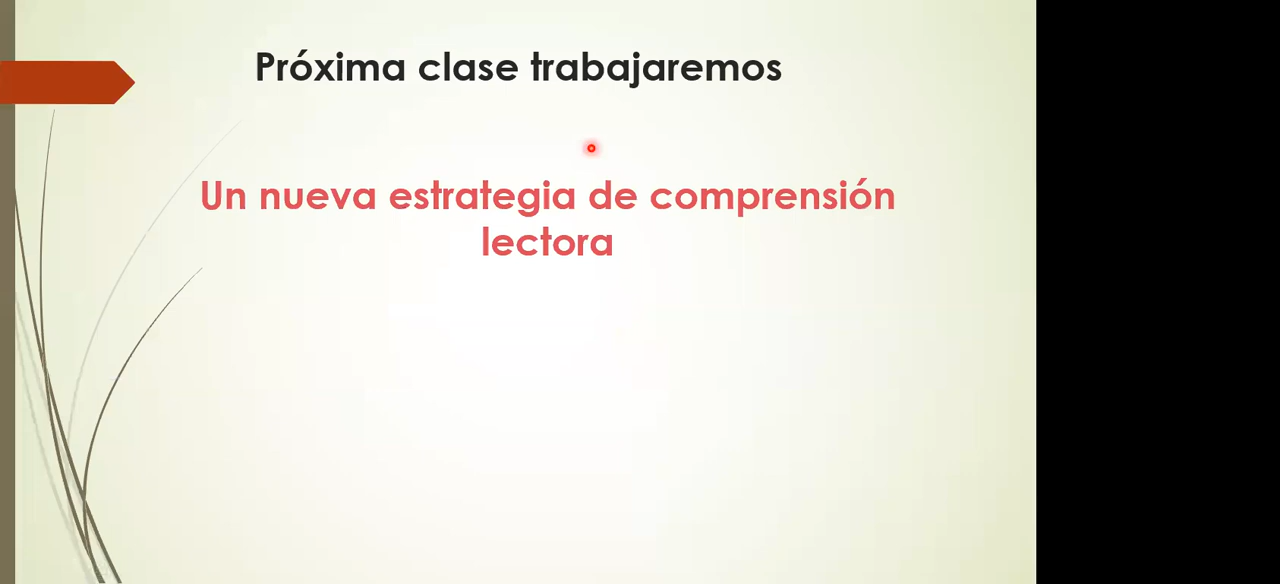 Próxima clase trabajaremos
Un nueva estrategia de comprensión
lectora